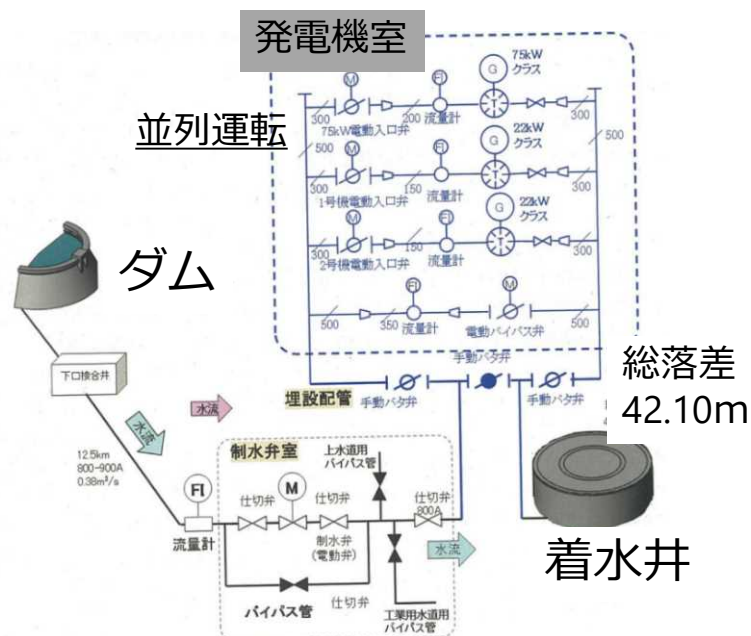 発電機室
並列運転
M
300
75kW電動入口弁
500
FI
200
流量計
G
75kW
クラス
T
300
500
M
300
1号機電動入口弁
FI
150
流量計
G
22kW
クラス
T
300
M
300
2号機電動入口弁
FI
150
流量計
G
22kW
クラス
T
300
500
FI
350
流量計
M
電動バイパス弁
500
ダム
下口接合井
水流
12.5km
800-900A
0.38m³/s
水流
埋設配管
手動バタ弁
手動バタ弁
手動バタ弁
総落差
42.10m
着水井
制水弁室
FI
流量計
仕切弁
M
仕切弁
制水弁
(電動弁)
上水道用
バイパス管
仕切弁
800A
水流
バイパス管
仕切弁
工業用水道用
バイパス管